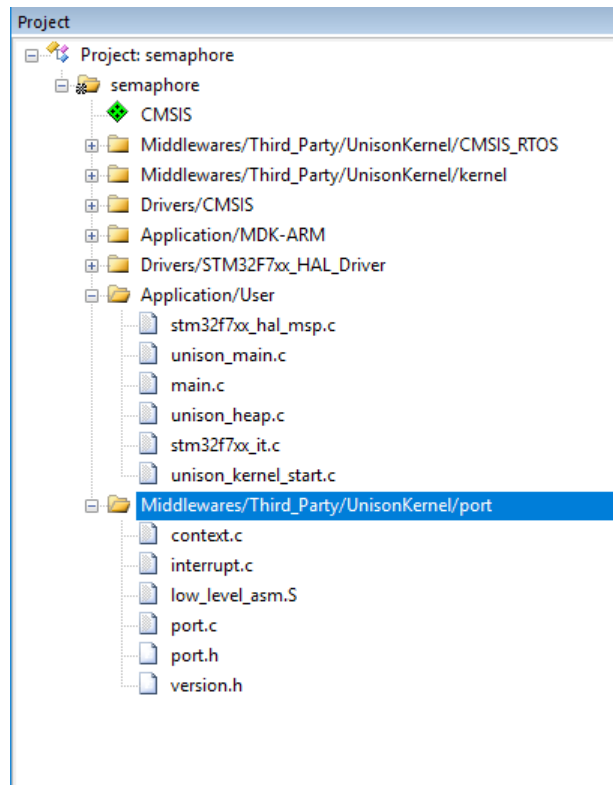 Project
Project: semaphore
semaphore
CMSIS
Middlewares/Third_Party/UnisonKernel/CMSIS_RTOS
Middlewares/Third_Party/UnisonKernel/kernel
Drivers/CMSIS
Application/MDK-ARM
Drivers/STM32F7xx_HAL_Driver
Application/User
stm32f7xx_hal_msp.c
unison_main.c
main.c
unison_heap.c
stm32f7xx_it.c
unison_kernel_start.c
Middlewares/Third_Party/UnisonKernel/port
context.c
interrupt.c
low_level_asm.S
port.c
port.h
version.h